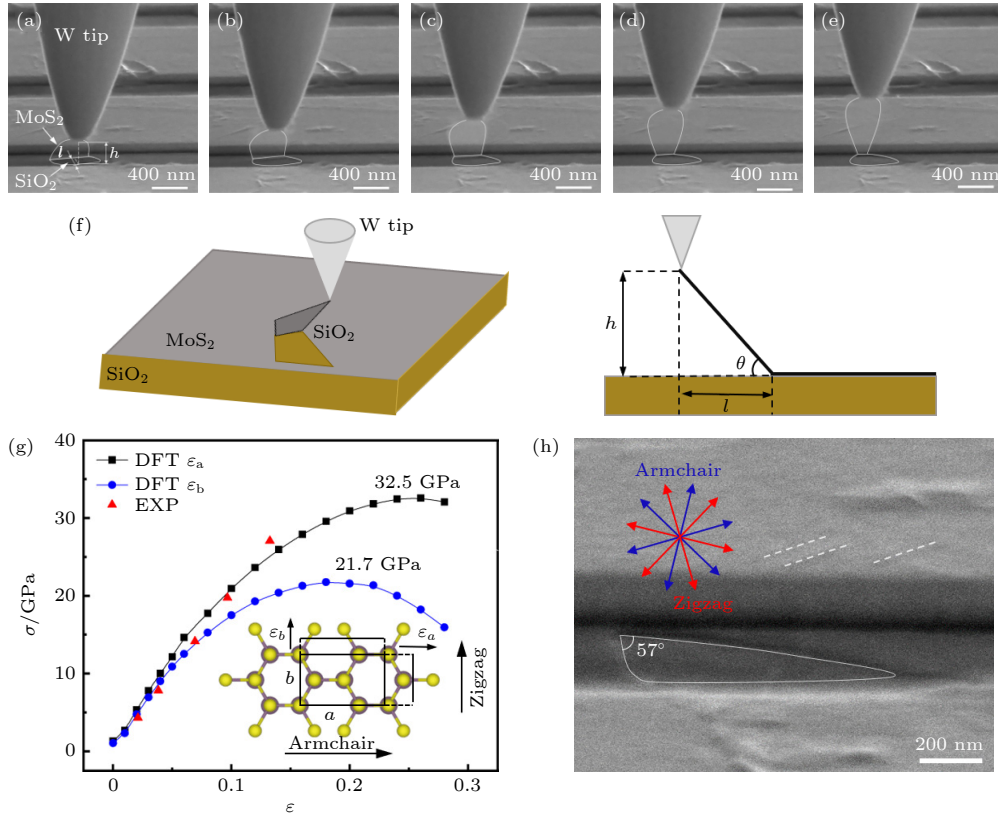 (a)
W tip
MoS₂
l
h
SiO₂
400 nm
(b)
400 nm
(c)
400 nm
(d)
400 nm
(e)
400 nm
(f)
W tip
SiO₂
MoS₂
SiO₂
h
θ
l
(g)
σ/GPa
40
30
20
10
0
DFT εₐ
DFT ε_b
EXP
32.5 GPa
21.7 GPa
ε_b
εₐ
b
a
Zigzag
Armchair
0
0.1
0.2
0.3
ε
(h)
Armchair
Zigzag
57°
200 nm